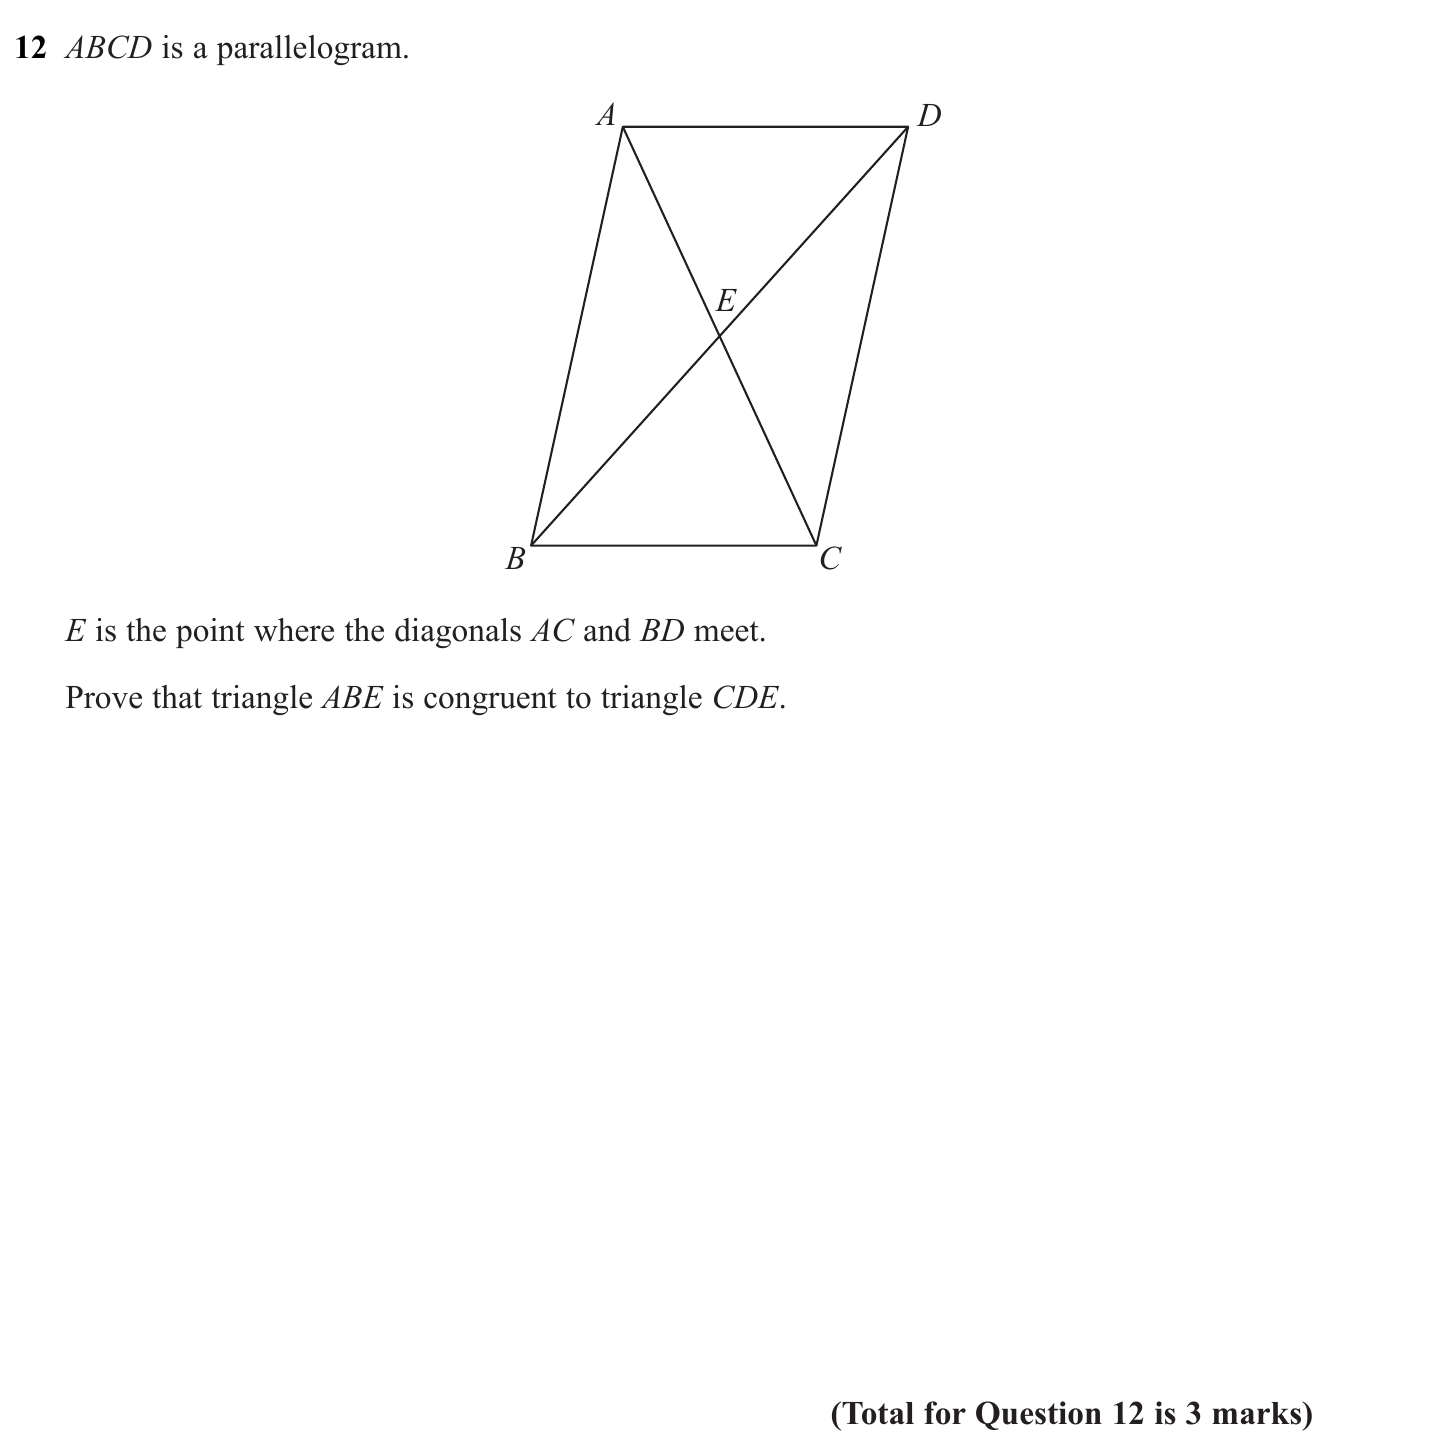 12 ABCD is a parallelogram.
A
D
E
B
C
E is the point where the diagonals AC and BD meet.
Prove that triangle ABE is congruent to triangle CDE.
(Total for Question 12 is 3 marks)